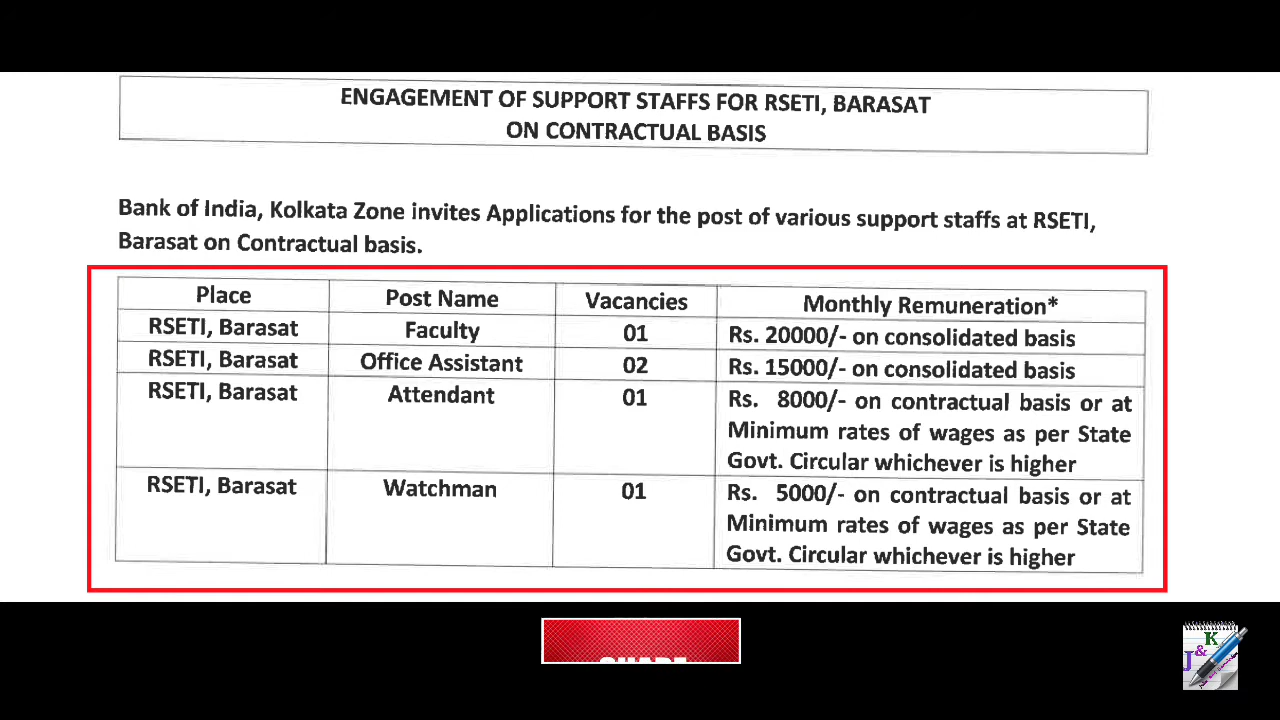 ENGAGEMENT OF SUPPORT STAFFS FOR RSETI, BARASAT
ON CONTRACTUAL BASIS
Bank of India, Kolkata Zone invites Applications for the post of various support staffs at RSETI,
Barasat on Contractual basis.
Place Post Name Vacancies Monthly Remuneration*
RSETI, Barasat Faculty 01 Rs. 20000/- on consolidated basis
RSETI, Barasat Office Assistant 02 Rs. 15000/- on consolidated basis
RSETI, Barasat Attendant 01 Rs. 8000/- on contractual basis or at
Minimum rates of wages as per State
Govt. Circular whichever is higher
RSETI, Barasat Watchman 01 Rs. 5000/- on contractual basis or at
Minimum rates of wages as per State
Govt. Circular whichever is higher
J&K